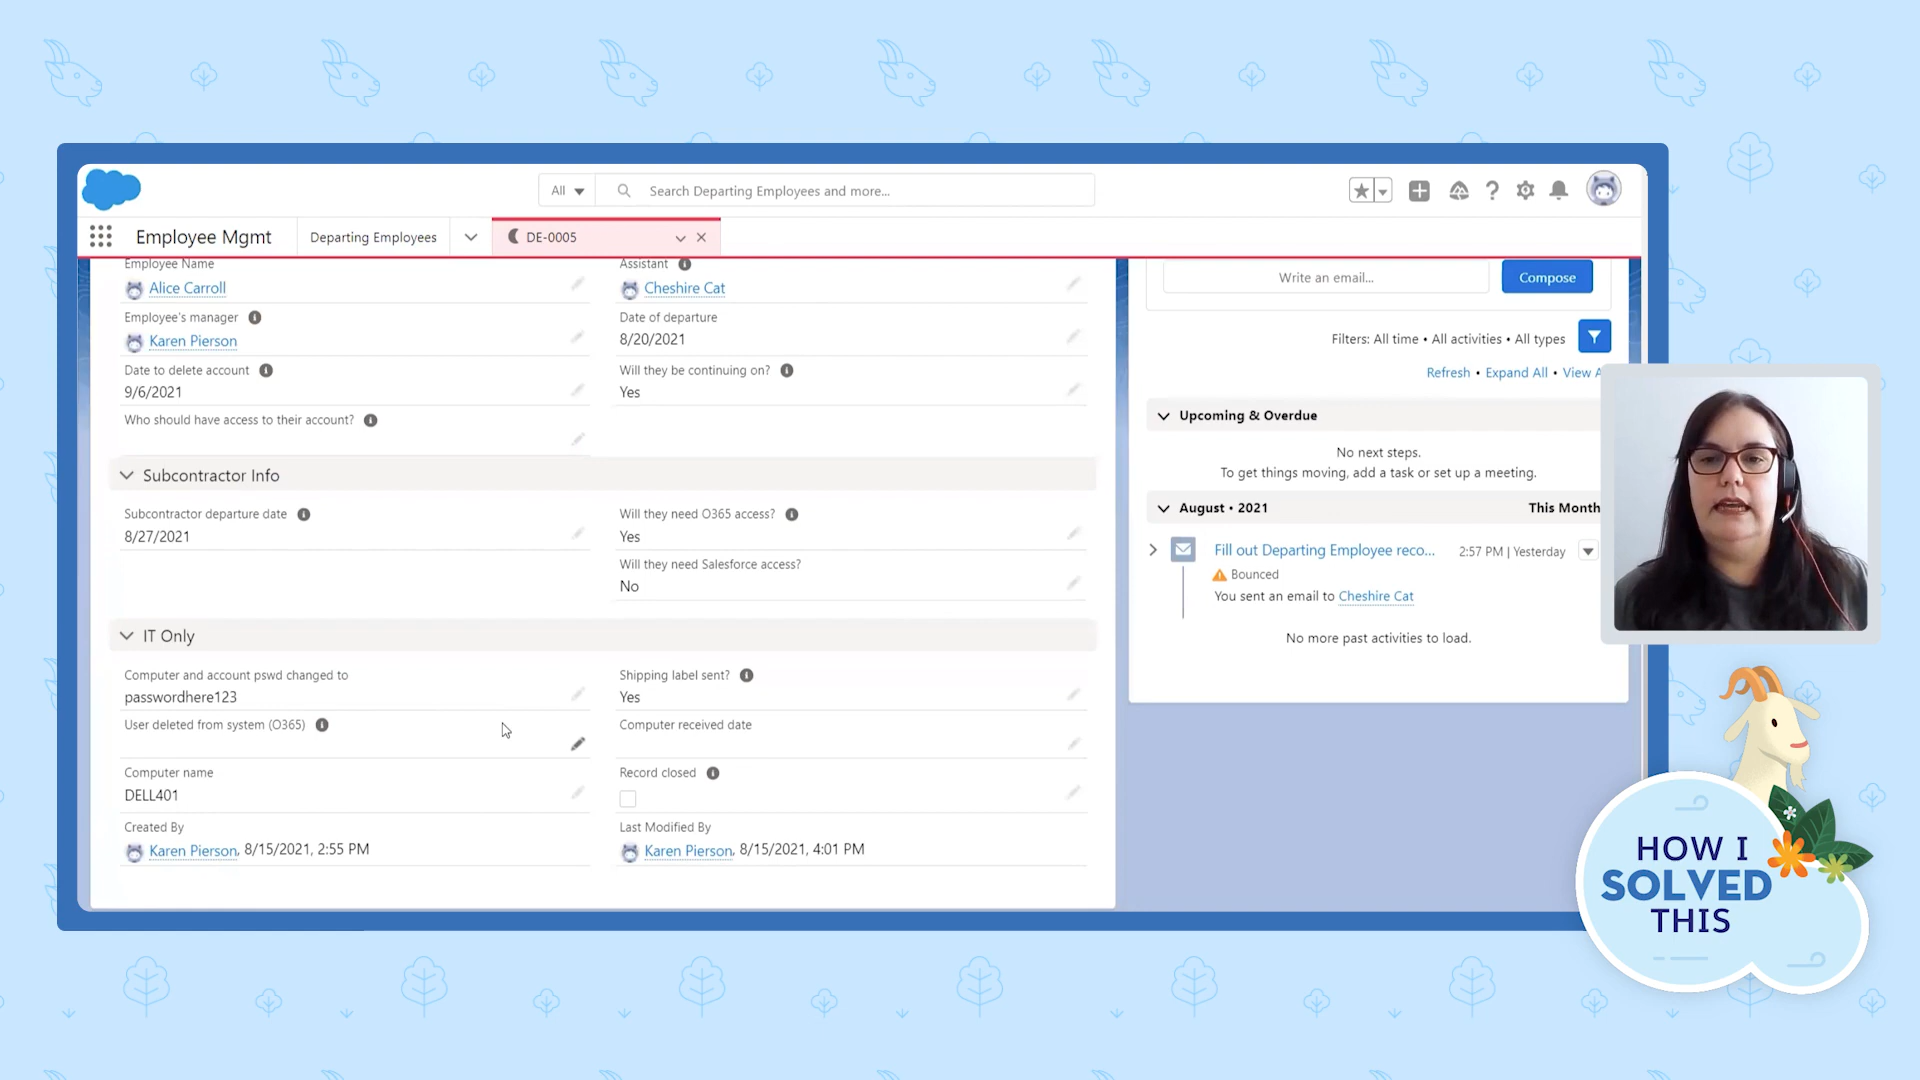 All
Search Departing Employees and more...
Employee Mgmt
Departing Employees
DE-0005
Employee Name
Alice Carroll
Assistant
Cheshire Cat
Employee's manager
Karen Pierson
Date of departure
8/20/2021
Date to delete account
9/6/2021
Will they be continuing on?
Yes
Who should have access to their account?
Subcontractor Info
Subcontractor departure date
8/27/2021
Will they need O365 access?
Yes
Will they need Salesforce access?
No
IT Only
Computer and account pswd changed to
passwordhere123
Shipping label sent?
Yes
User deleted from system (O365)
Computer received date
Computer name
DELL401
Record closed
Created By
Karen Pierson, 8/15/2021, 2:55 PM
Last Modified By
Karen Pierson, 8/15/2021, 4:01 PM
Write an email...
Compose
Filters: All time • All activities • All types
Refresh • Expand All • View A
Upcoming & Overdue
No next steps.
To get things moving, add a task or set up a meeting.
August • 2021
This Month
Fill out Departing Employee reco...
2:57 PM | Yesterday
Bounced
You sent an email to Cheshire Cat
No more past activities to load.
HOW I
SOLVED
THIS